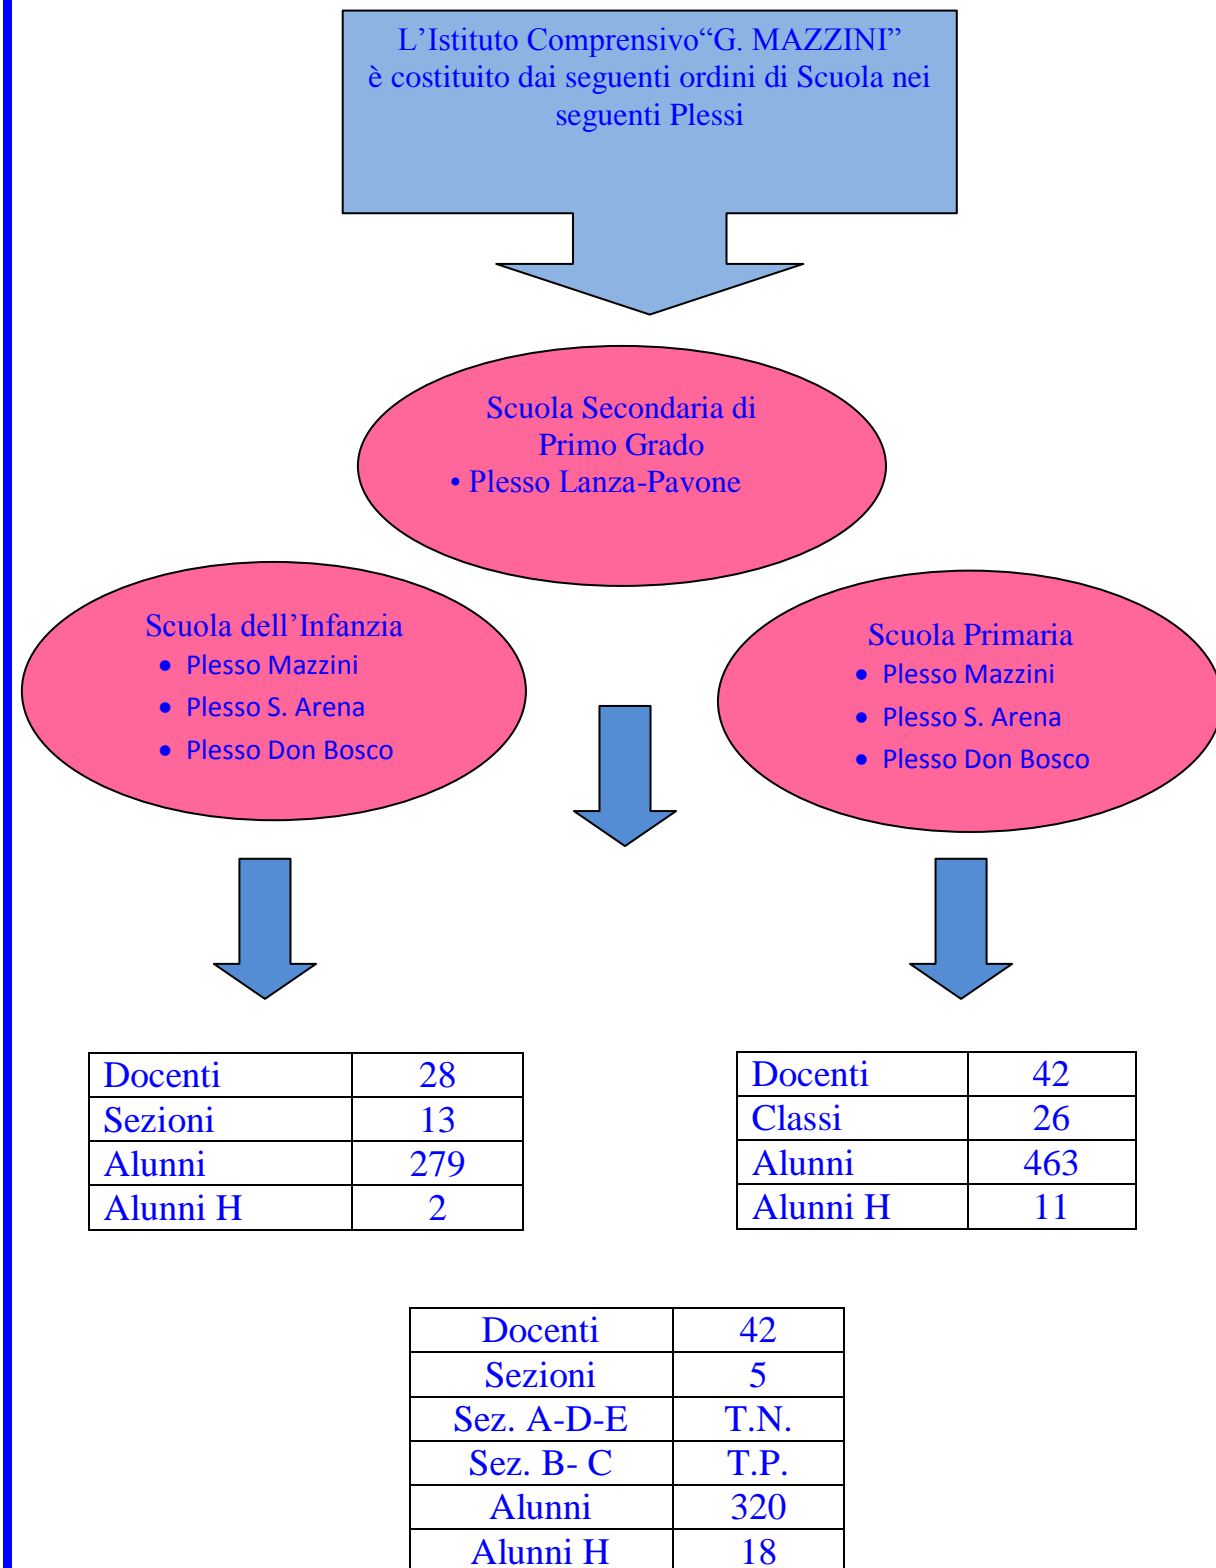 L’Istituto Comprensivo“G. MAZZINI”
è costituito dai seguenti ordini di Scuola nei
seguenti Plessi
Scuola Secondaria di
Primo Grado
• Plesso Lanza-Pavone
Scuola dell’Infanzia
• Plesso Mazzini
• Plesso S. Arena
• Plesso Don Bosco
Scuola Primaria
• Plesso Mazzini
• Plesso S. Arena
• Plesso Don Bosco
Docenti 28
Sezioni 13
Alunni 279
Alunni H 2
Docenti 42
Classi 26
Alunni 463
Alunni H 11
Docenti 42
Sezioni 5
Sez. A-D-E T.N.
Sez. B- C T.P.
Alunni 320
Alunni H 18